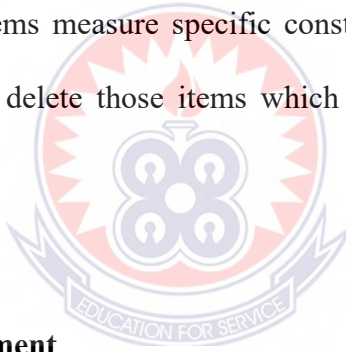 ems measure specific const
delete those items which
EDUCATION FOR SERVICE
ment